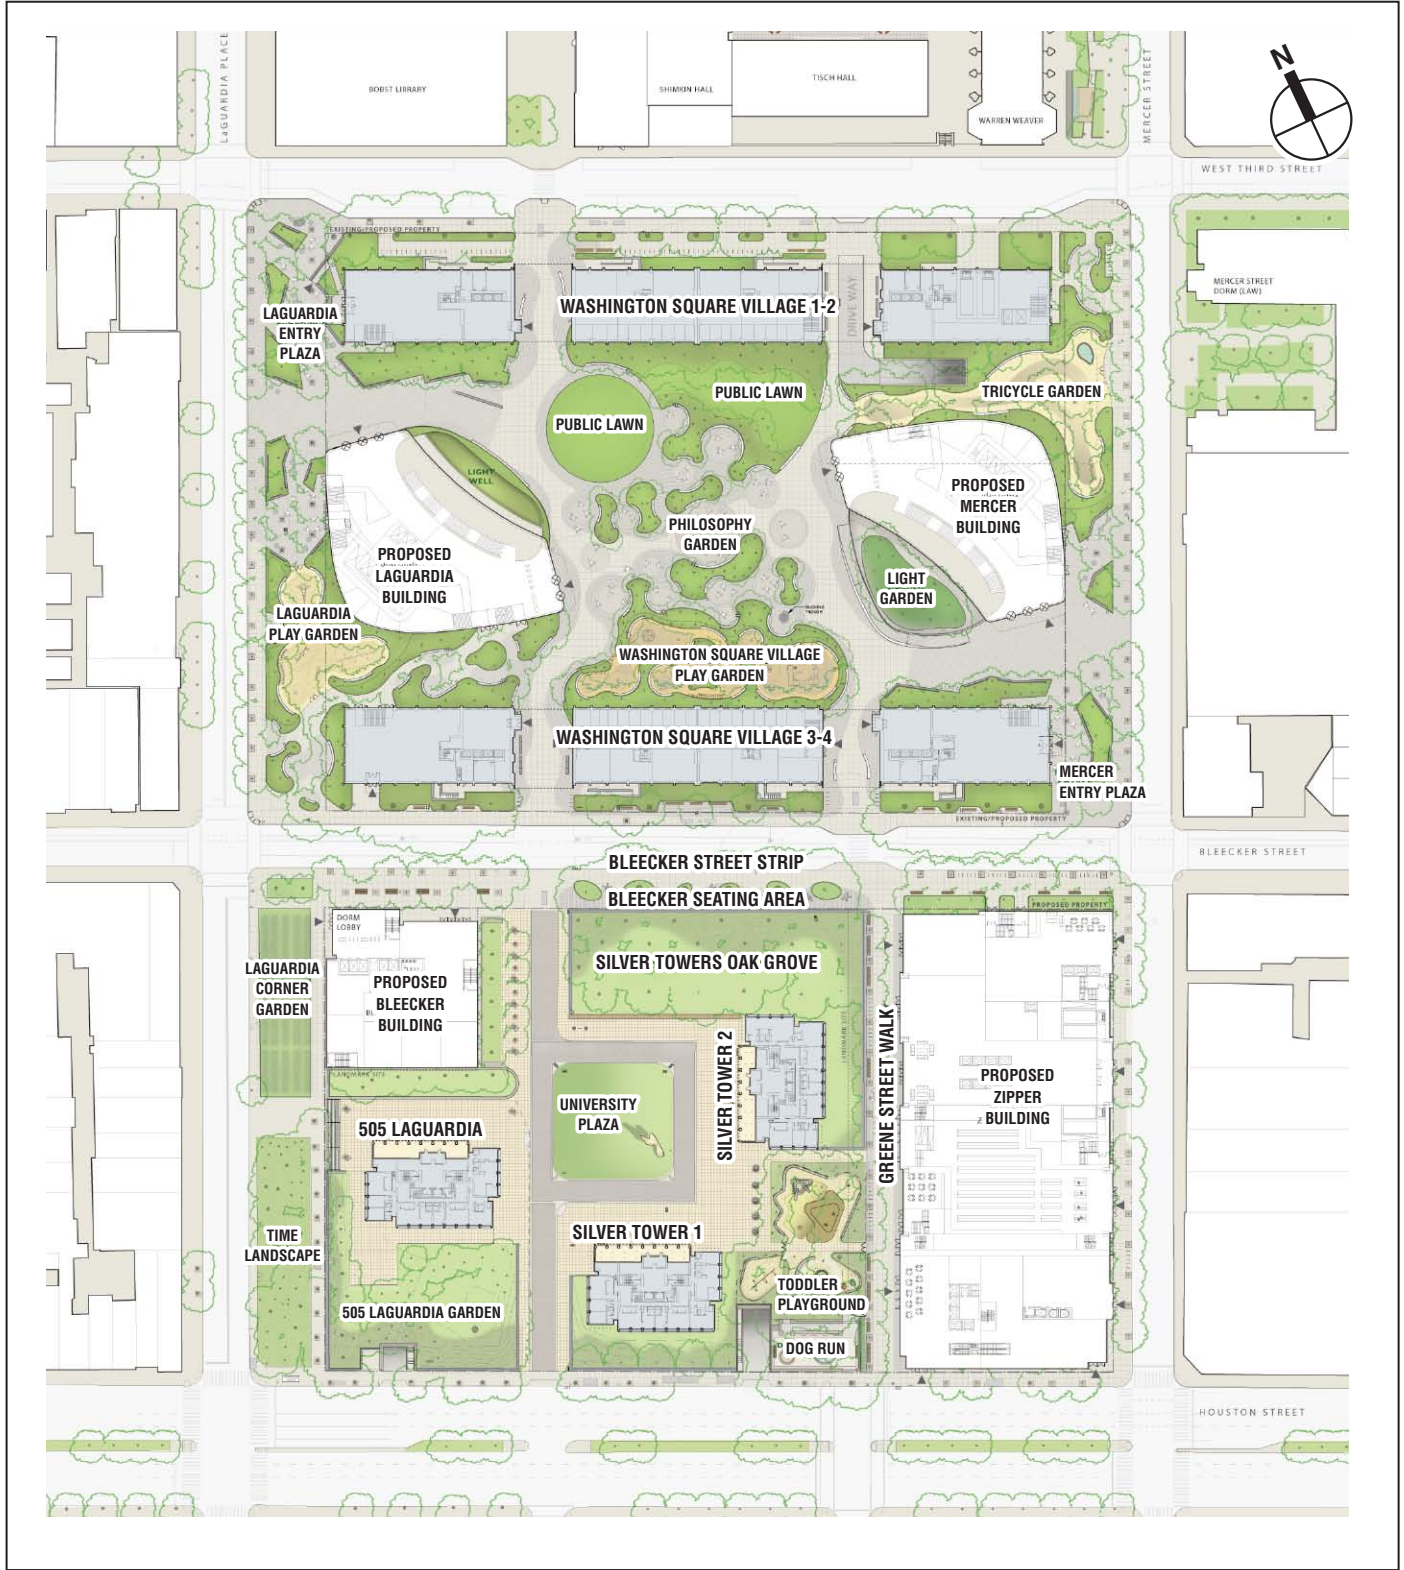 N
LaGUARDIA PLACE
BOBST LIBRARY
SHIMKIN HALL
TISCH HALL
WARREN WEAVER
MERCER STREET
WEST THIRD STREET
EXISTING/PROPOSED PROPERTY
MERCER STREET
DORM (LAW)
LAGUARDIA
ENTRY
PLAZA
WASHINGTON SQUARE VILLAGE 1-2
DRIVE WAY
PUBLIC LAWN
PUBLIC LAWN
TRICYCLE GARDEN
LIGHT
WELL
PROPOSED
MERCER
BUILDING
PHILOSOPHY
GARDEN
PROPOSED
LAGUARDIA
BUILDING
LIGHT
GARDEN
LAGUARDIA
PLAY GARDEN
WASHINGTON SQUARE VILLAGE
PLAY GARDEN
WASHINGTON SQUARE VILLAGE 3-4
MERCER
ENTRY PLAZA
EXISTING/PROPOSED PROPERTY
BLEECKER STREET
BLEECKER STREET STRIP
BLEECKER SEATING AREA
PROPOSED PROPERTY
DORM
LOBBY
LAGUARDIA
CORNER
GARDEN
PROPOSED
BLEECKER
BUILDING
SILVER TOWERS OAK GROVE
LANDMARK SITE
LANDMARK SITE
SILVER TOWER 2
GREENE STREET WALK
PROPOSED
ZIPPER
BUILDING
UNIVERSITY
PLAZA
505 LAGUARDIA
TIME
LANDSCAPE
SILVER TOWER 1
505 LAGUARDIA GARDEN
TODDLER
PLAYGROUND
DOG RUN
HOUSTON STREET